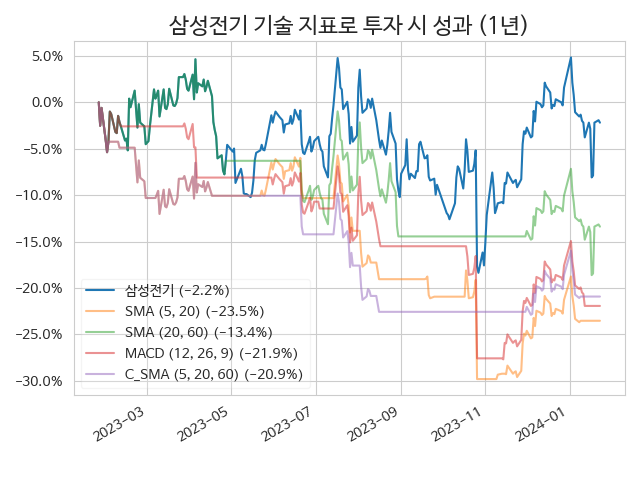 삼성전기 기술 지표로 투자 시 성과 (1년)
5.0%
0.0%
−5.0%
−10.0%
−15.0%
−20.0%
−25.0%
−30.0%
삼성전기 (−2.2%)
SMA (5, 20) (−23.5%)
SMA (20, 60) (−13.4%)
MACD (12, 26, 9) (−21.9%)
C_SMA (5, 20, 60) (−20.9%)
2023−03
2023−05
2023−07
2023−09
2023−11
2024−01